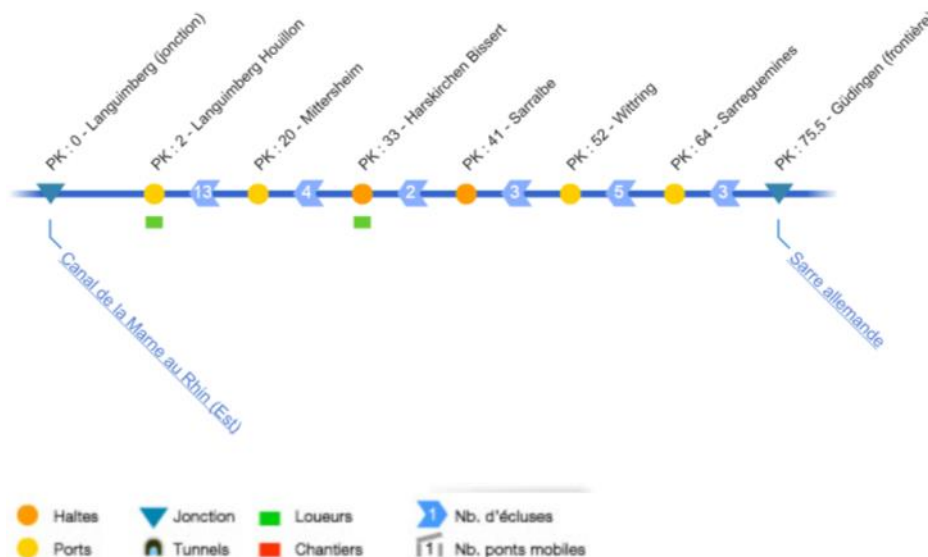 PK : 0 - Languimberg (jonction)
PK : 2 - Languimberg Houillon
PK : 20 - Mittersheim
PK : 33 - Harskirchen Bissert
PK : 41 - Sarralbe
PK : 52 - Wittring
PK : 64 - Sarreguemines
PK : 75.5 - Güdingen (frontière)
13
4
2
3
5
3
Canal de la Marne au Rhin (Est)
Sarre allemande
Haltes
Jonction
Loueurs
1 Nb. d'écluses
Ports
Tunnels
Chantiers
1 Nb. ponts mobiles